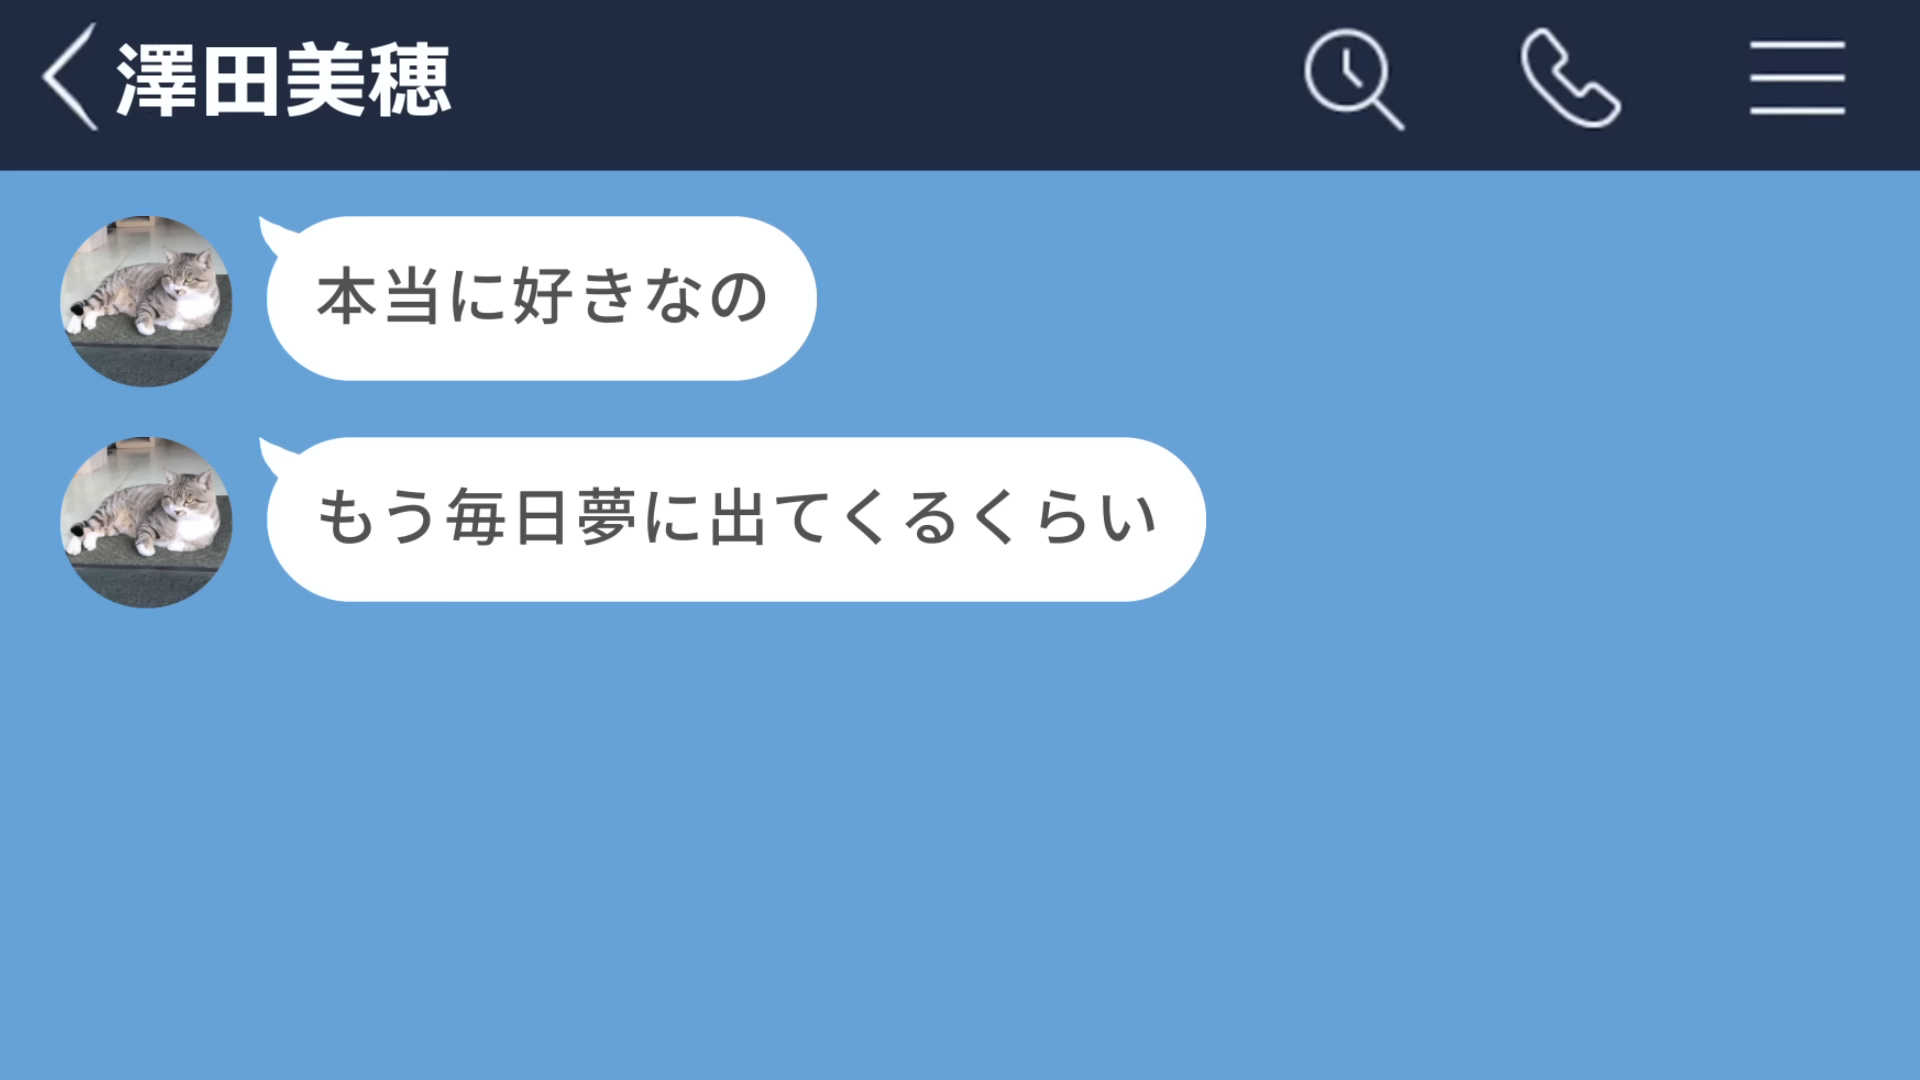 澤田美穂
本当に好きなの
もう毎日夢に出てくるくらい